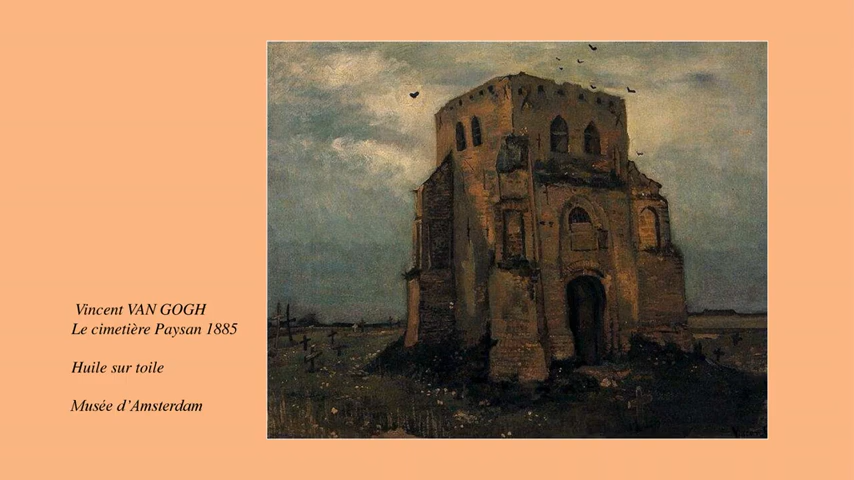 Vincent VAN GOGH
Le cimetière Paysan 1885
Huile sur toile
Musée d'Amsterdam